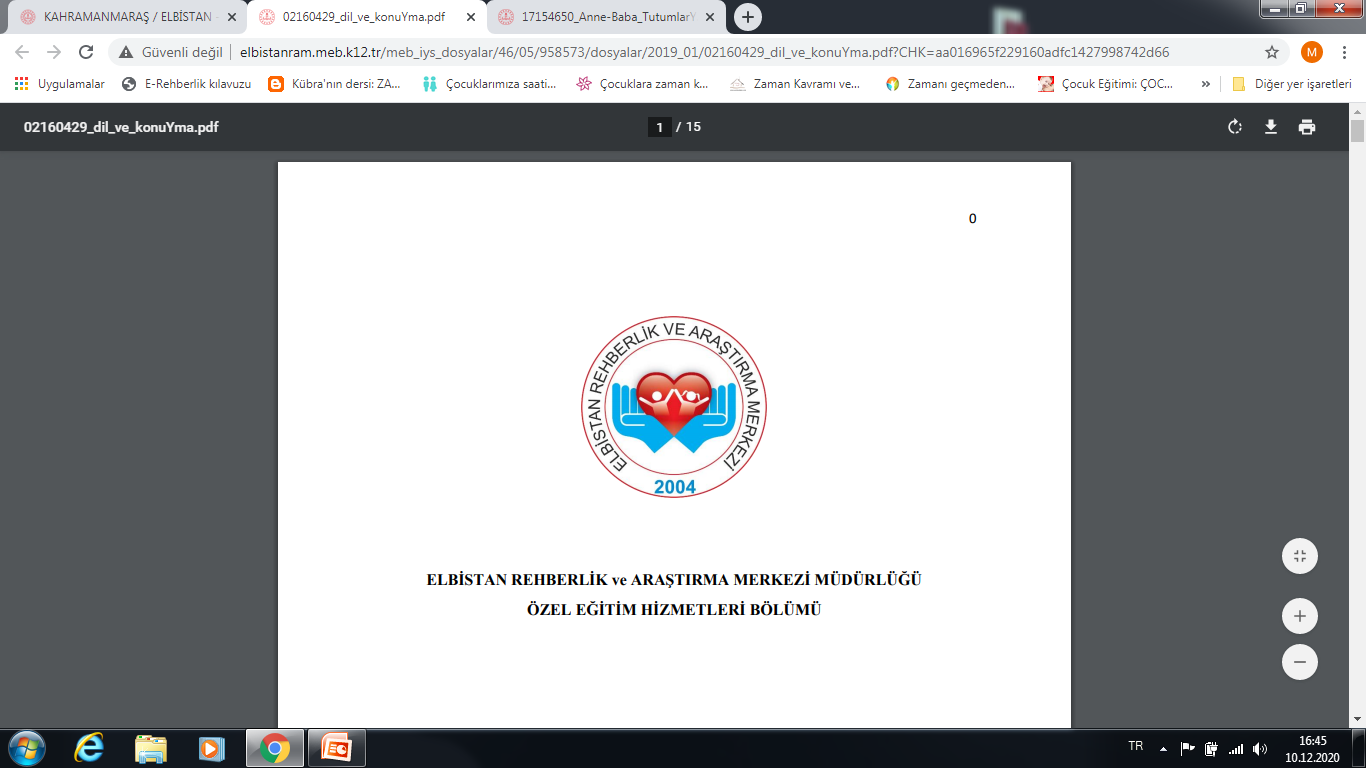 KAHRAMANMARAŞ / ELBİSTAN
02160429_dil_ve_konuYma.pdf
17154650_Anne-Baba_TutumlarY
Güvenli değil
elbistanram.meb.k12.tr/meb_iys_dosyalar/46/05/958573/dosyalar/2019_01/02160429_dil_ve_konuYma.pdf?CHK=aa016965f229160adfc1427998742d66
M
Uygulamalar
E-Rehberlik kılavuzu
Kübra'nın dersi: ZA...
Çocuklarımıza saati...
Çocuklara zaman k...
Zaman Kavramı ve...
Zamanı geçmeden...
Çocuk Eğitimi: ÇOC...
»
Diğer yer işaretleri
02160429_dil_ve_konuYma.pdf
1 / 15
0
ELBİSTAN REHBERLİK VE ARAŞTIRMA MERKEZİ
2004
ELBİSTAN REHBERLİK ve ARAŞTIRMA MERKEZİ MÜDÜRLÜĞÜ
ÖZEL EĞİTİM HİZMETLERİ BÖLÜMÜ
TR
16:45
10.12.2020